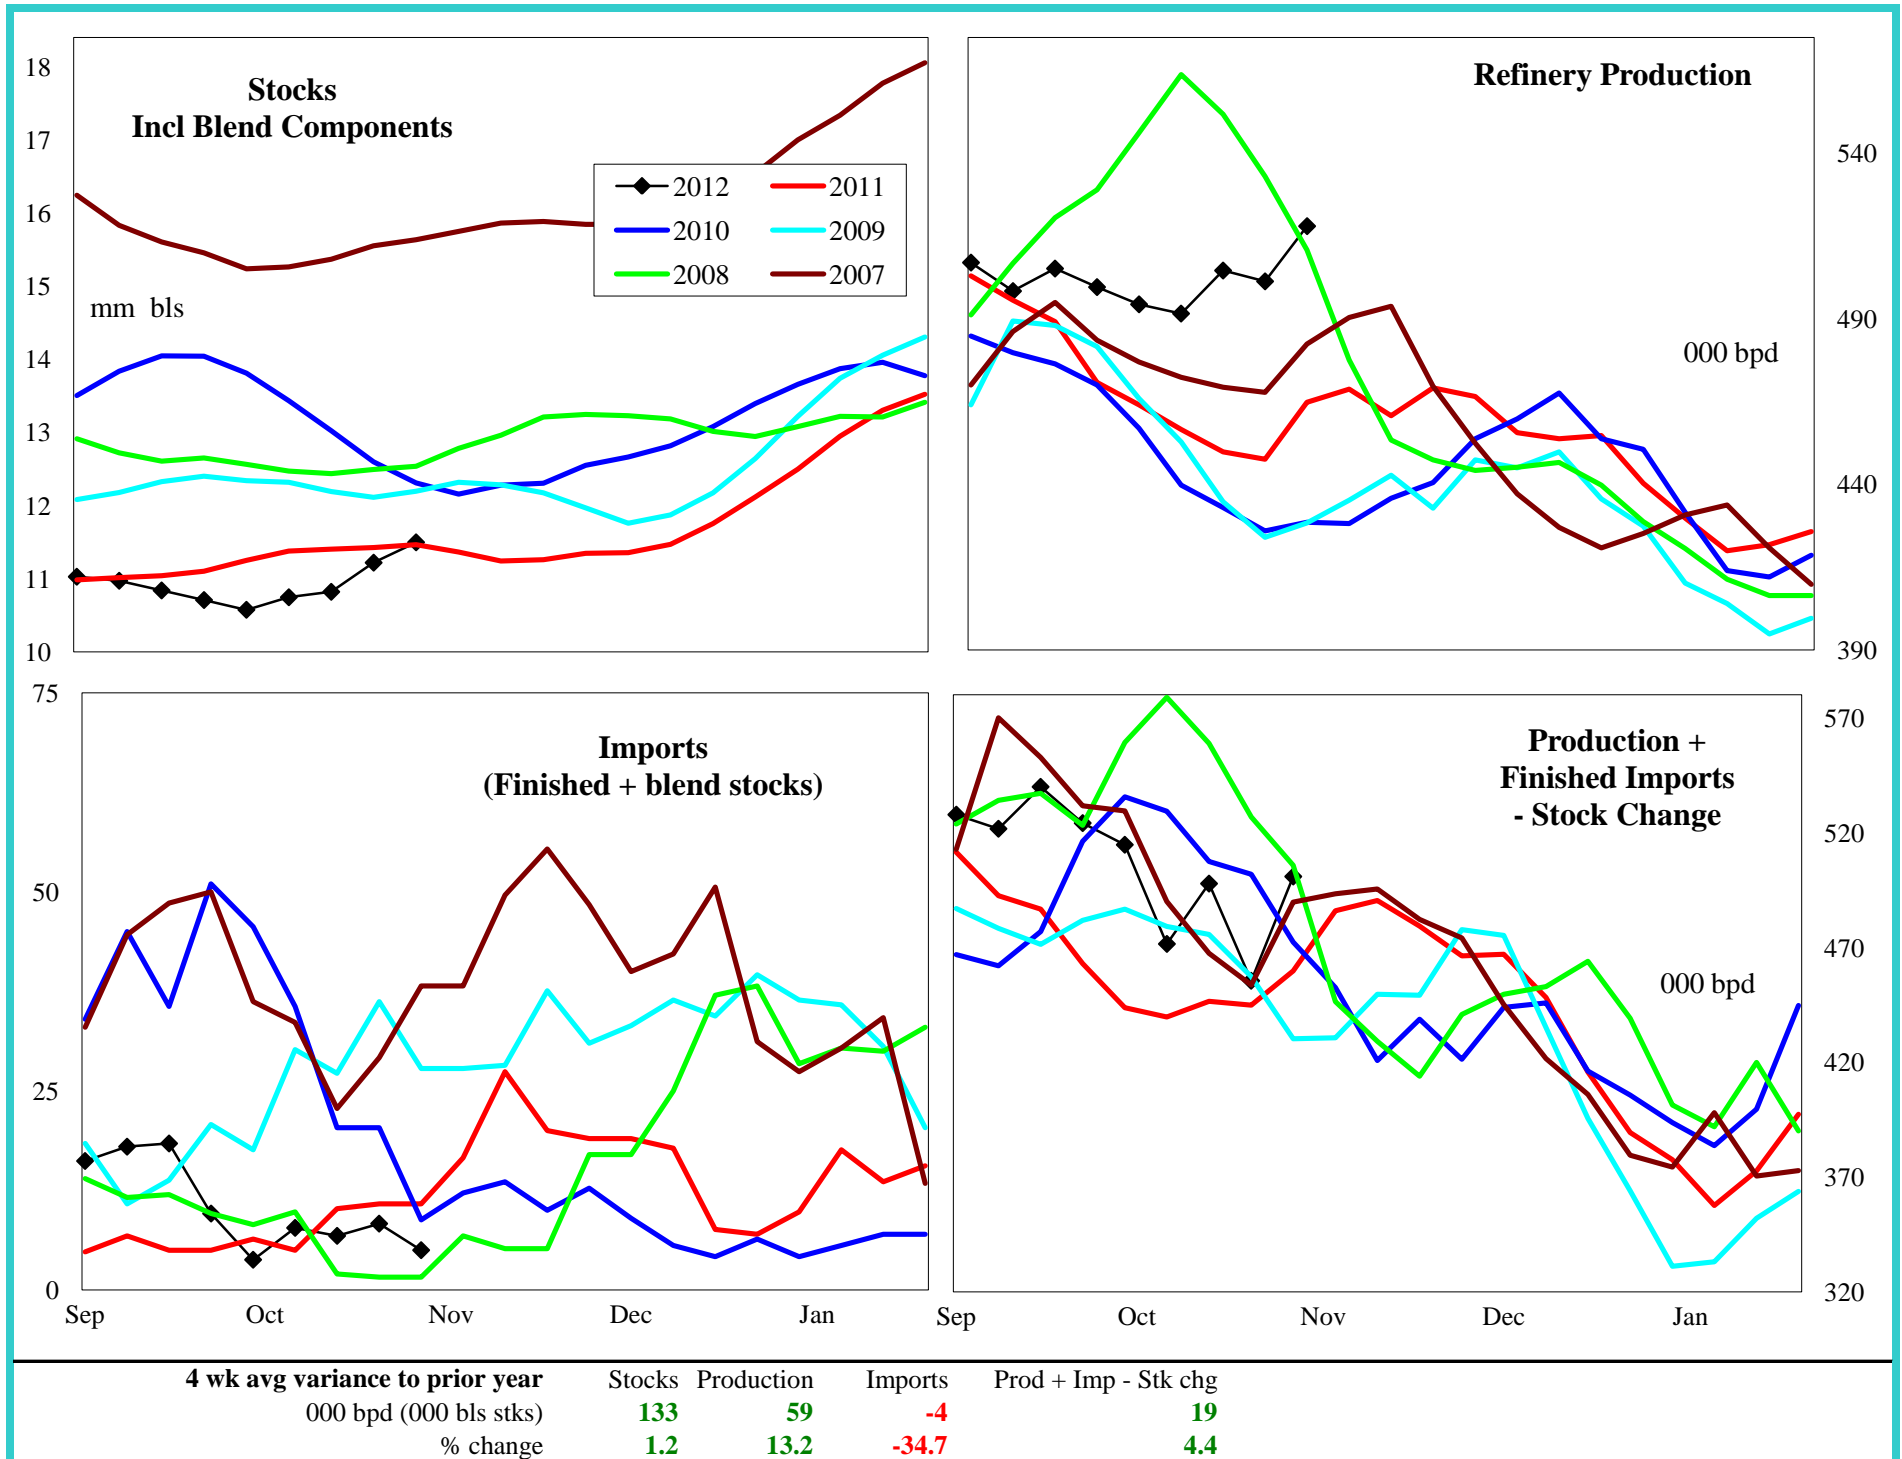 Stocks
Incl Blend Components
mm bls
18
17
16
15
14
13
12
11
10
2012 2011
2010 2009
2008 2007
Refinery Production
000 bpd
540
490
440
390
Imports
(Finished + blend stocks)
75
50
25
0
Sep Oct Nov Dec Jan
Production +
Finished Imports
- Stock Change
000 bpd
570
520
470
420
370
320
Sep Oct Nov Dec Jan
4 wk avg variance to prior year Stocks Production Imports Prod + Imp - Stk chg
000 bpd (000 bls stks) 133 59 -4 19
% change 1.2 13.2 -34.7 4.4